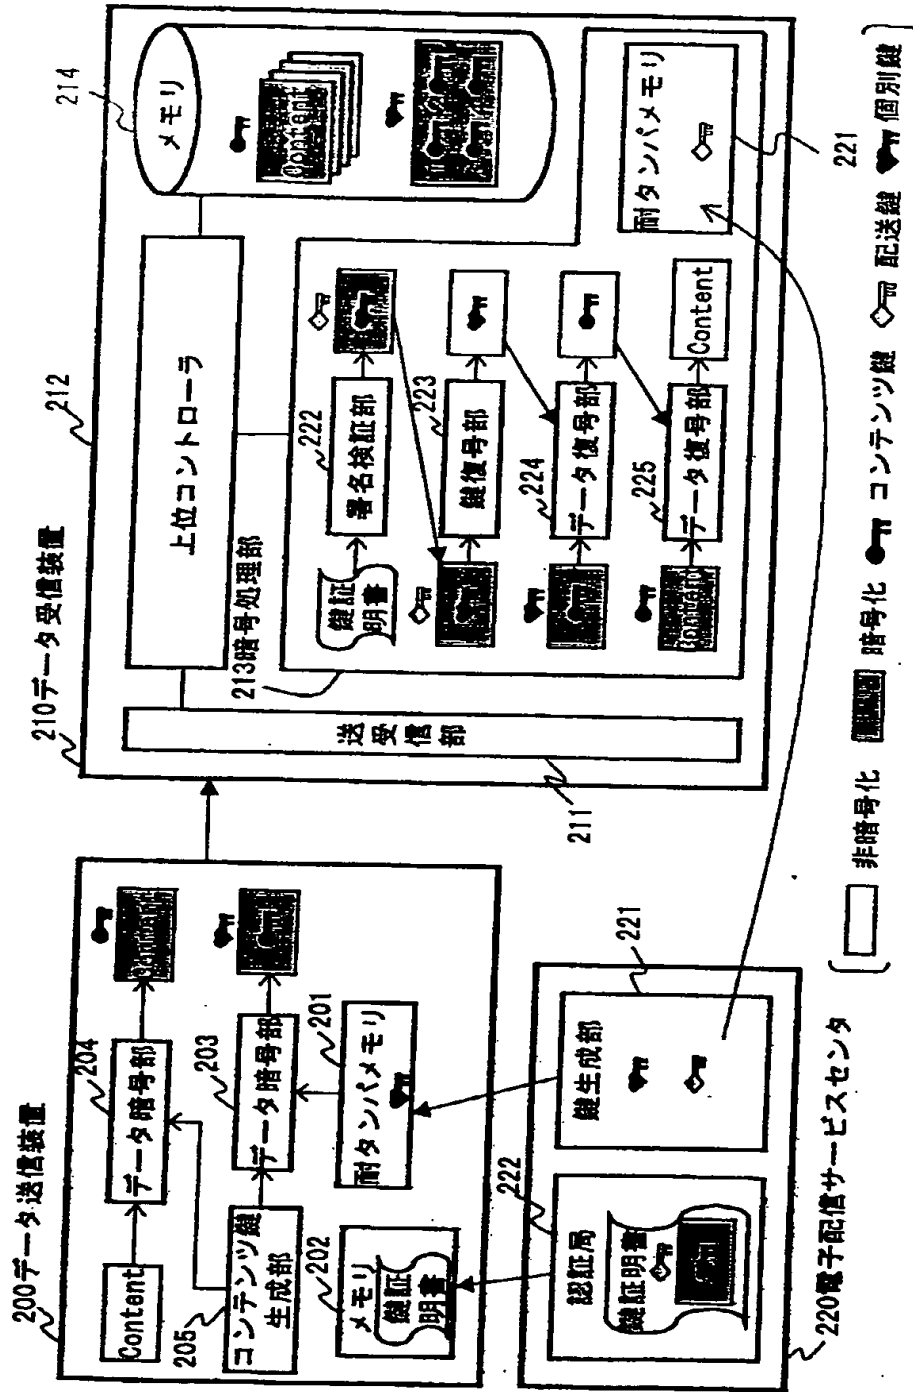 200データ送信装置
Content
204
データ暗号部
205
コンテンツ鍵
生成部
203
データ暗号部
202
メモリ
鍵証
明書
201
耐タンパメモリ
220電子配信サービスセンタ
222
認証局
鍵証明書
221
鍵生成部
210データ受信装置
211
送受信部
212
上位コントローラ
214
メモリ
Content
213暗号処理部
鍵証
明書
222
署名検証部
223
鍵復号部
224
データ復号部
Content
225
データ復号部
Content
耐タンパメモリ
221
非暗号化
暗号化
コンテンツ鍵
配送鍵
個別鍵